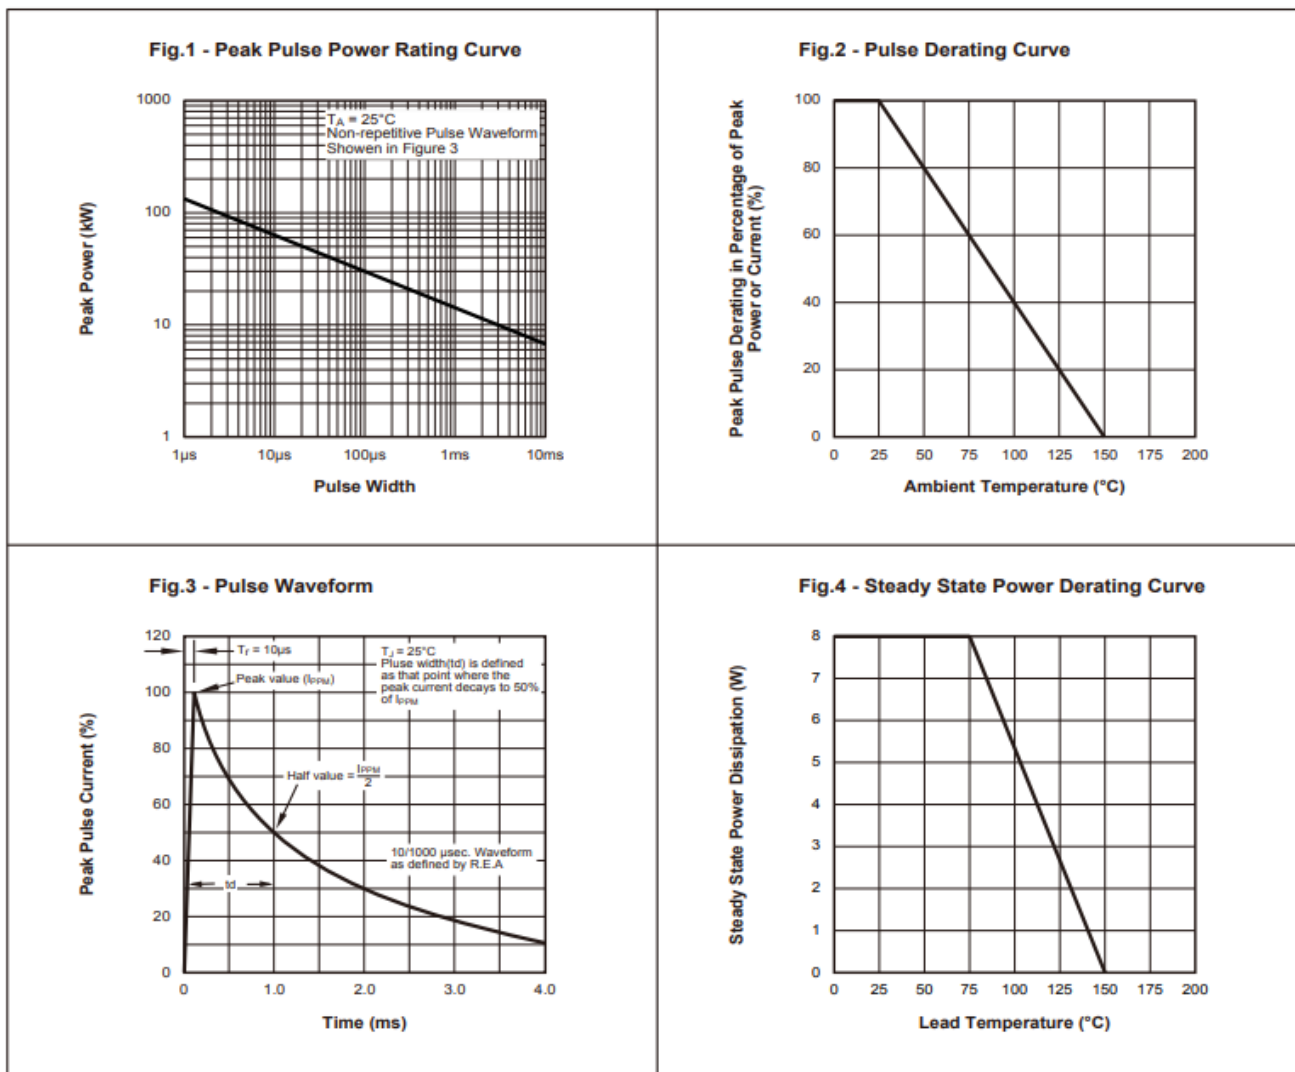 Fig.1 - Peak Pulse Power Rating Curve
Peak Power (kW)
1000
100
10
1
T_A = 25°C
Non-repetitive Pulse Waveform
Showen in Figure 3
1µs 10µs 100µs 1ms 10ms
Pulse Width
Fig.2 - Pulse Derating Curve
Peak Pulse Derating in Percentage of Peak
Power or Current (%)
100
80
60
40
20
0
0 25 50 75 100 125 150 175 200
Ambient Temperature (°C)
Fig.3 - Pulse Waveform
Peak Pulse Current (%)
120
100
80
60
40
20
0
Tr = 10µs
Peak value (IPPM)
TJ = 25°C
Pluse width(td) is defined
as that point where the
peak current decays to 50%
of IPPM
Half value = IPPM/2
10/1000 µsec. Waveform
as defined by R.E.A
td
0 1.0 2.0 3.0 4.0
Time (ms)
Fig.4 - Steady State Power Derating Curve
Steady State Power Dissipation (W)
8
7
6
5
4
3
2
1
0
0 25 50 75 100 125 150 175 200
Lead Temperature (°C)